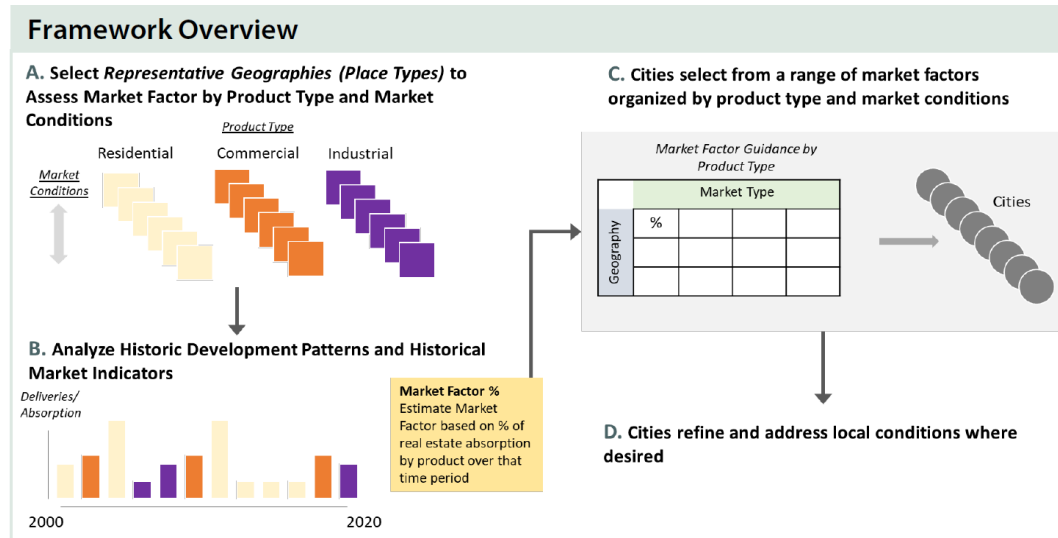 Framework Overview
A. Select Representative Geographies (Place Types) to
Assess Market Factor by Product Type and Market
Conditions
Product Type
Residential
Commercial
Industrial
Market
Conditions
B. Analyze Historic Development Patterns and Historical
Market Indicators
Deliveries/
Absorption
2000
2020
Market Factor %
Estimate Market
Factor based on % of
real estate absorption
by product over that
time period
C. Cities select from a range of market factors
organized by product type and market conditions
Market Factor Guidance by
Product Type
Market Type
Geography
%
Cities
D. Cities refine and address local conditions where
desired